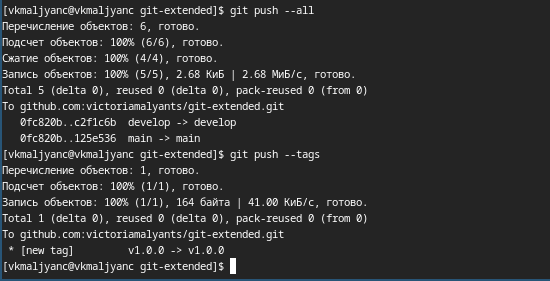 [vkmaljyanc@vkmaljyanc git-extended]$ git push --all
Перечисление объектов: 6, готово.
Подсчет объектов: 100% (6/6), готово.
Сжатие объектов: 100% (4/4), готово.
Запись объектов: 100% (5/5), 2.68 КиБ | 2.68 МиБ/с, готово.
Total 5 (delta 0), reused 0 (delta 0), pack-reused 0 (from 0)
To github.com:victoriamalyants/git-extended.git
   0fc820b..c2f1c6b  develop -> develop
   0fc820b..125e536  main -> main
[vkmaljyanc@vkmaljyanc git-extended]$ git push --tags
Перечисление объектов: 1, готово.
Подсчет объектов: 100% (1/1), готово.
Запись объектов: 100% (1/1), 164 байта | 41.00 КиБ/с, готово.
Total 1 (delta 0), reused 0 (delta 0), pack-reused 0 (from 0)
To github.com:victoriamalyants/git-extended.git
 * [new tag]         v1.0.0 -> v1.0.0
[vkmaljyanc@vkmaljyanc git-extended]$